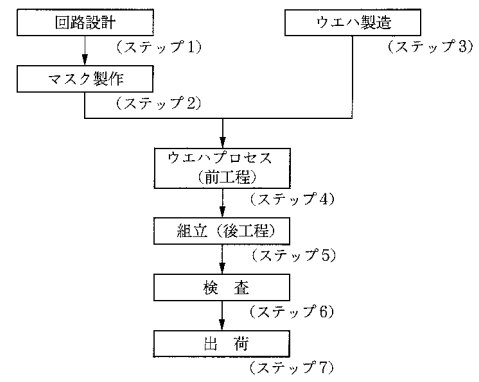 回路設計
(ステップ1)
ウエハ製造
(ステップ3)
マスク製作
(ステップ2)
ウエハプロセス
(前工程)
(ステップ4)
組立(後工程)
(ステップ5)
検 査
(ステップ6)
出 荷
(ステップ7)